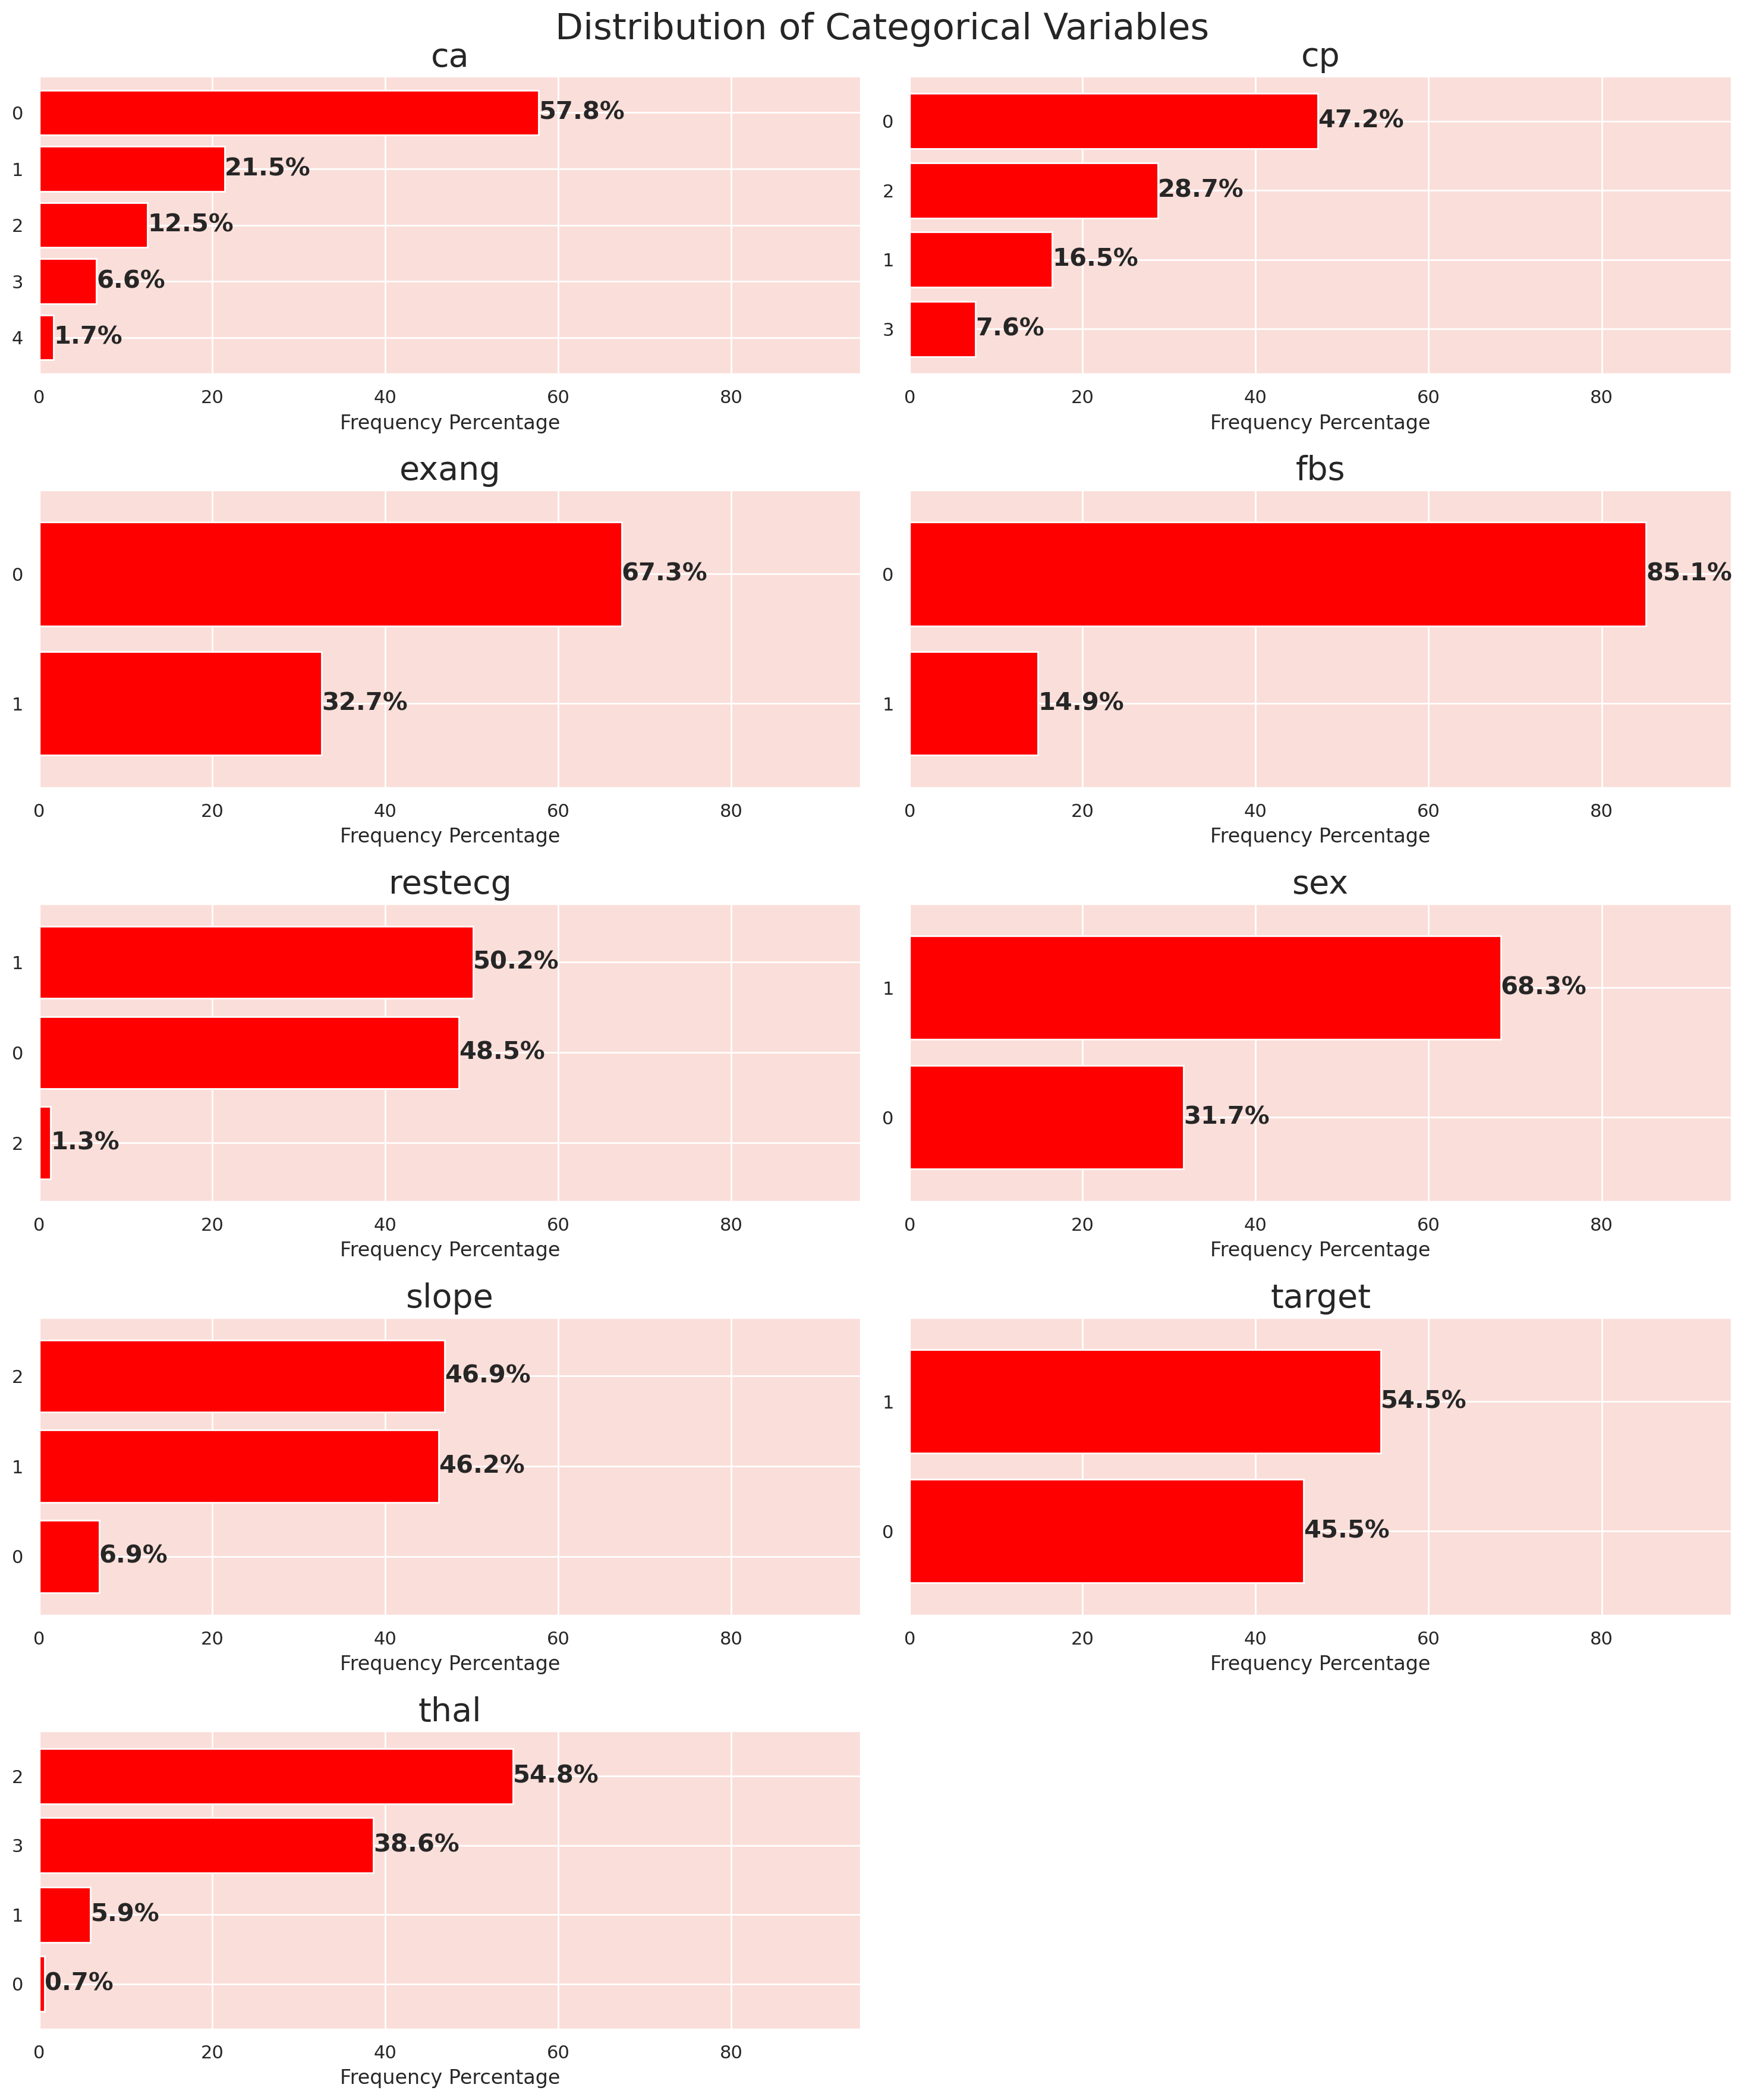 Distribution of Categorical Variables
ca
0 57.8%
1 21.5%
2 12.5%
3 6.6%
4 1.7%
0 20 40 60 80
Frequency Percentage
cp
0 47.2%
2 28.7%
1 16.5%
3 7.6%
0 20 40 60 80
Frequency Percentage
exang
0 67.3%
1 32.7%
0 20 40 60 80
Frequency Percentage
fbs
0 85.1%
1 14.9%
0 20 40 60 80
Frequency Percentage
restecg
1 50.2%
0 48.5%
2 1.3%
0 20 40 60 80
Frequency Percentage
sex
1 68.3%
0 31.7%
0 20 40 60 80
Frequency Percentage
slope
2 46.9%
1 46.2%
0 6.9%
0 20 40 60 80
Frequency Percentage
target
1 54.5%
0 45.5%
0 20 40 60 80
Frequency Percentage
thal
2 54.8%
3 38.6%
1 5.9%
0 0.7%
0 20 40 60 80
Frequency Percentage